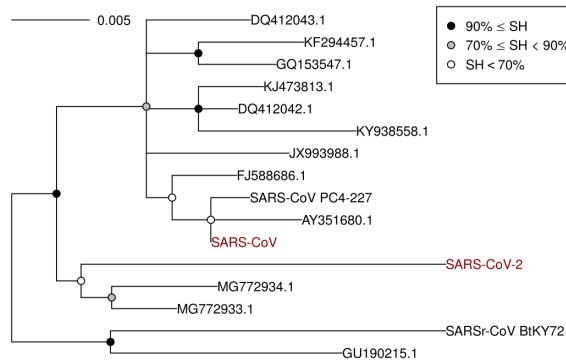 0.005
DQ412043.1
KF294457.1
GQ153547.1
KJ473813.1
DQ412042.1
KY938558.1
JX993988.1
FJ588686.1
SARS-CoV PC4-227
AY351680.1
SARS-CoV
SARS-CoV-2
MG772934.1
MG772933.1
SARSr-CoV BtKY72
GU190215.1
90% ≤ SH
70% ≤ SH < 90%
SH < 70%